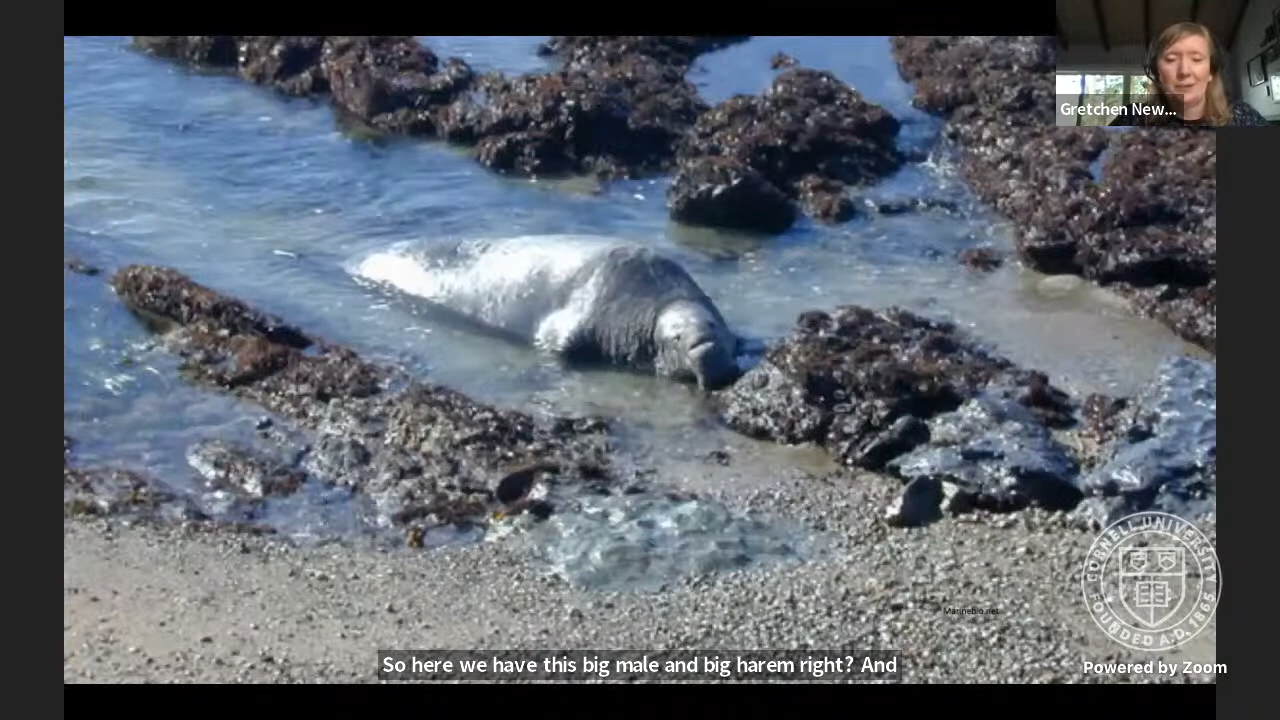 Gretchen New...
CORNELL UNIVERSITY
FOUNDED A.D. 1865
Marinebio.net
So here we have this big male and big harem right? And
Powered by Zoom